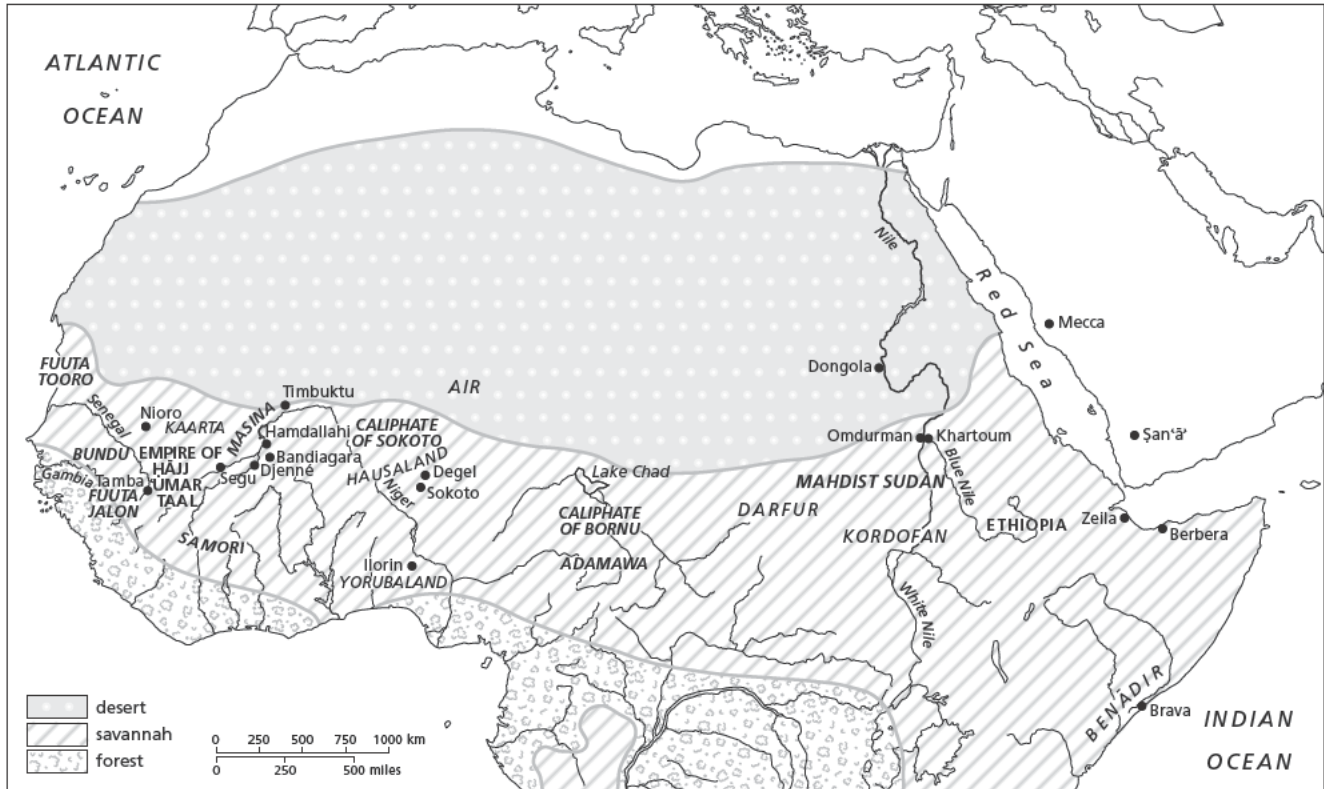 ATLANTIC
OCEAN
Nile
Red Sea
Mecca
Dongola
FUUTA
TOORO
AIR
Timbuktu
Senegal
Nioro
KAARTA
MASINA
Hamdallahi
CALIPHATE
OF SOKOTO
Omdurman
Khartoum
Ṣanʿāʾ
BUNDU
EMPIRE OF
HĀJJ
ʿUMAR
TAAL
Bandiagara
HAUSALAND
Degel
Lake Chad
Gambia
Tamba
Segu
Djenné
Niger
Sokoto
MAHDIST SUDAN
Blue Nile
FUUTA
JALON
CALIPHATE
OF BORNU
DARFUR
ETHIOPIA
Zeila
Berbera
SAMORI
KORDOFAN
Ilorin
YORUBALAND
ADAMAWA
White Nile
BENĀDIR
Brava
INDIAN
OCEAN
desert
savannah
forest
0 250 500 750 1000 km
0 250 500 miles